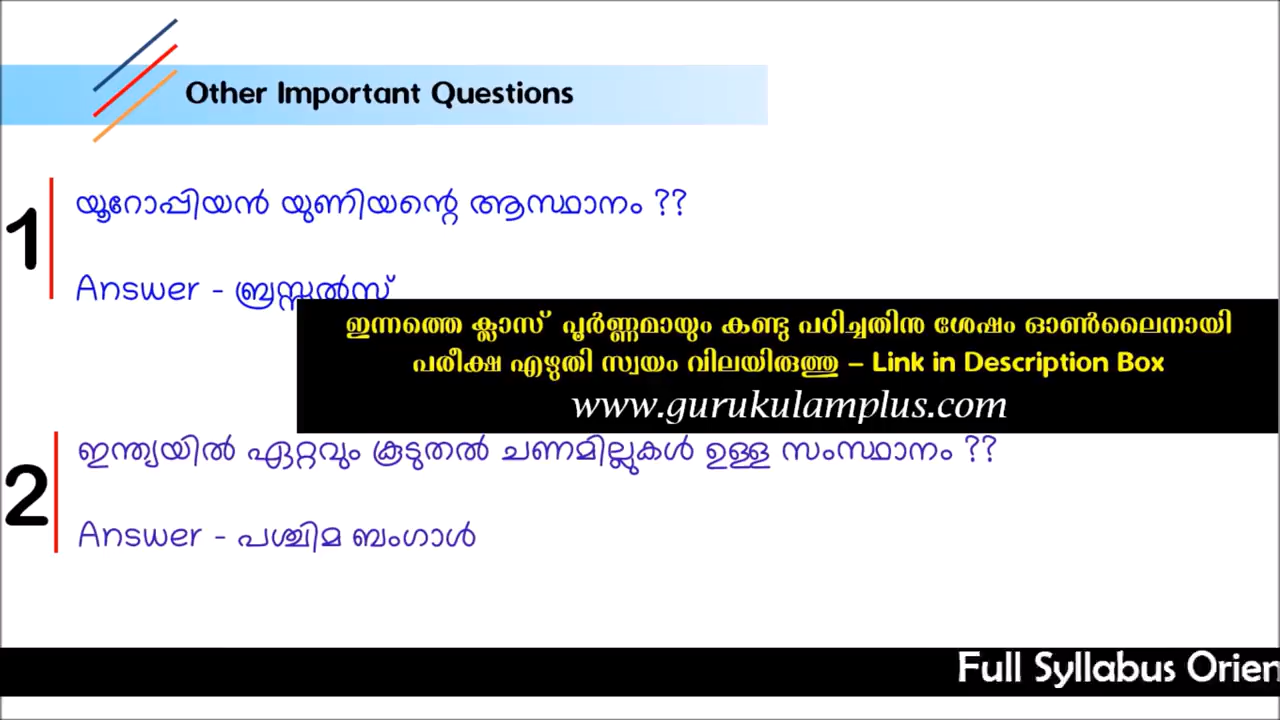 Other Important Questions
1
യൂറോപ്പിയൻ യുണിയന്റെ ആസ്ഥാനം ??
Answer - ബ്രസ്സൽസ്
ഇന്നത്തെ ക്ലാസ് പൂർണ്ണമായും കണ്ടു പഠിച്ചതിനു ശേഷം ഓൺലൈനായി
പരീക്ഷ എഴുതി സ്വയം വിലയിരുത്തു – Link in Description Box
www.gurukulamplus.com
2
ഇന്ത്യയിൽ ഏറ്റവും കൂടുതൽ ചണമില്ലുകൾ ഉള്ള സംസ്ഥാനം ??
Answer - പശ്ചിമ ബംഗാൾ
Full Syllabus Orien